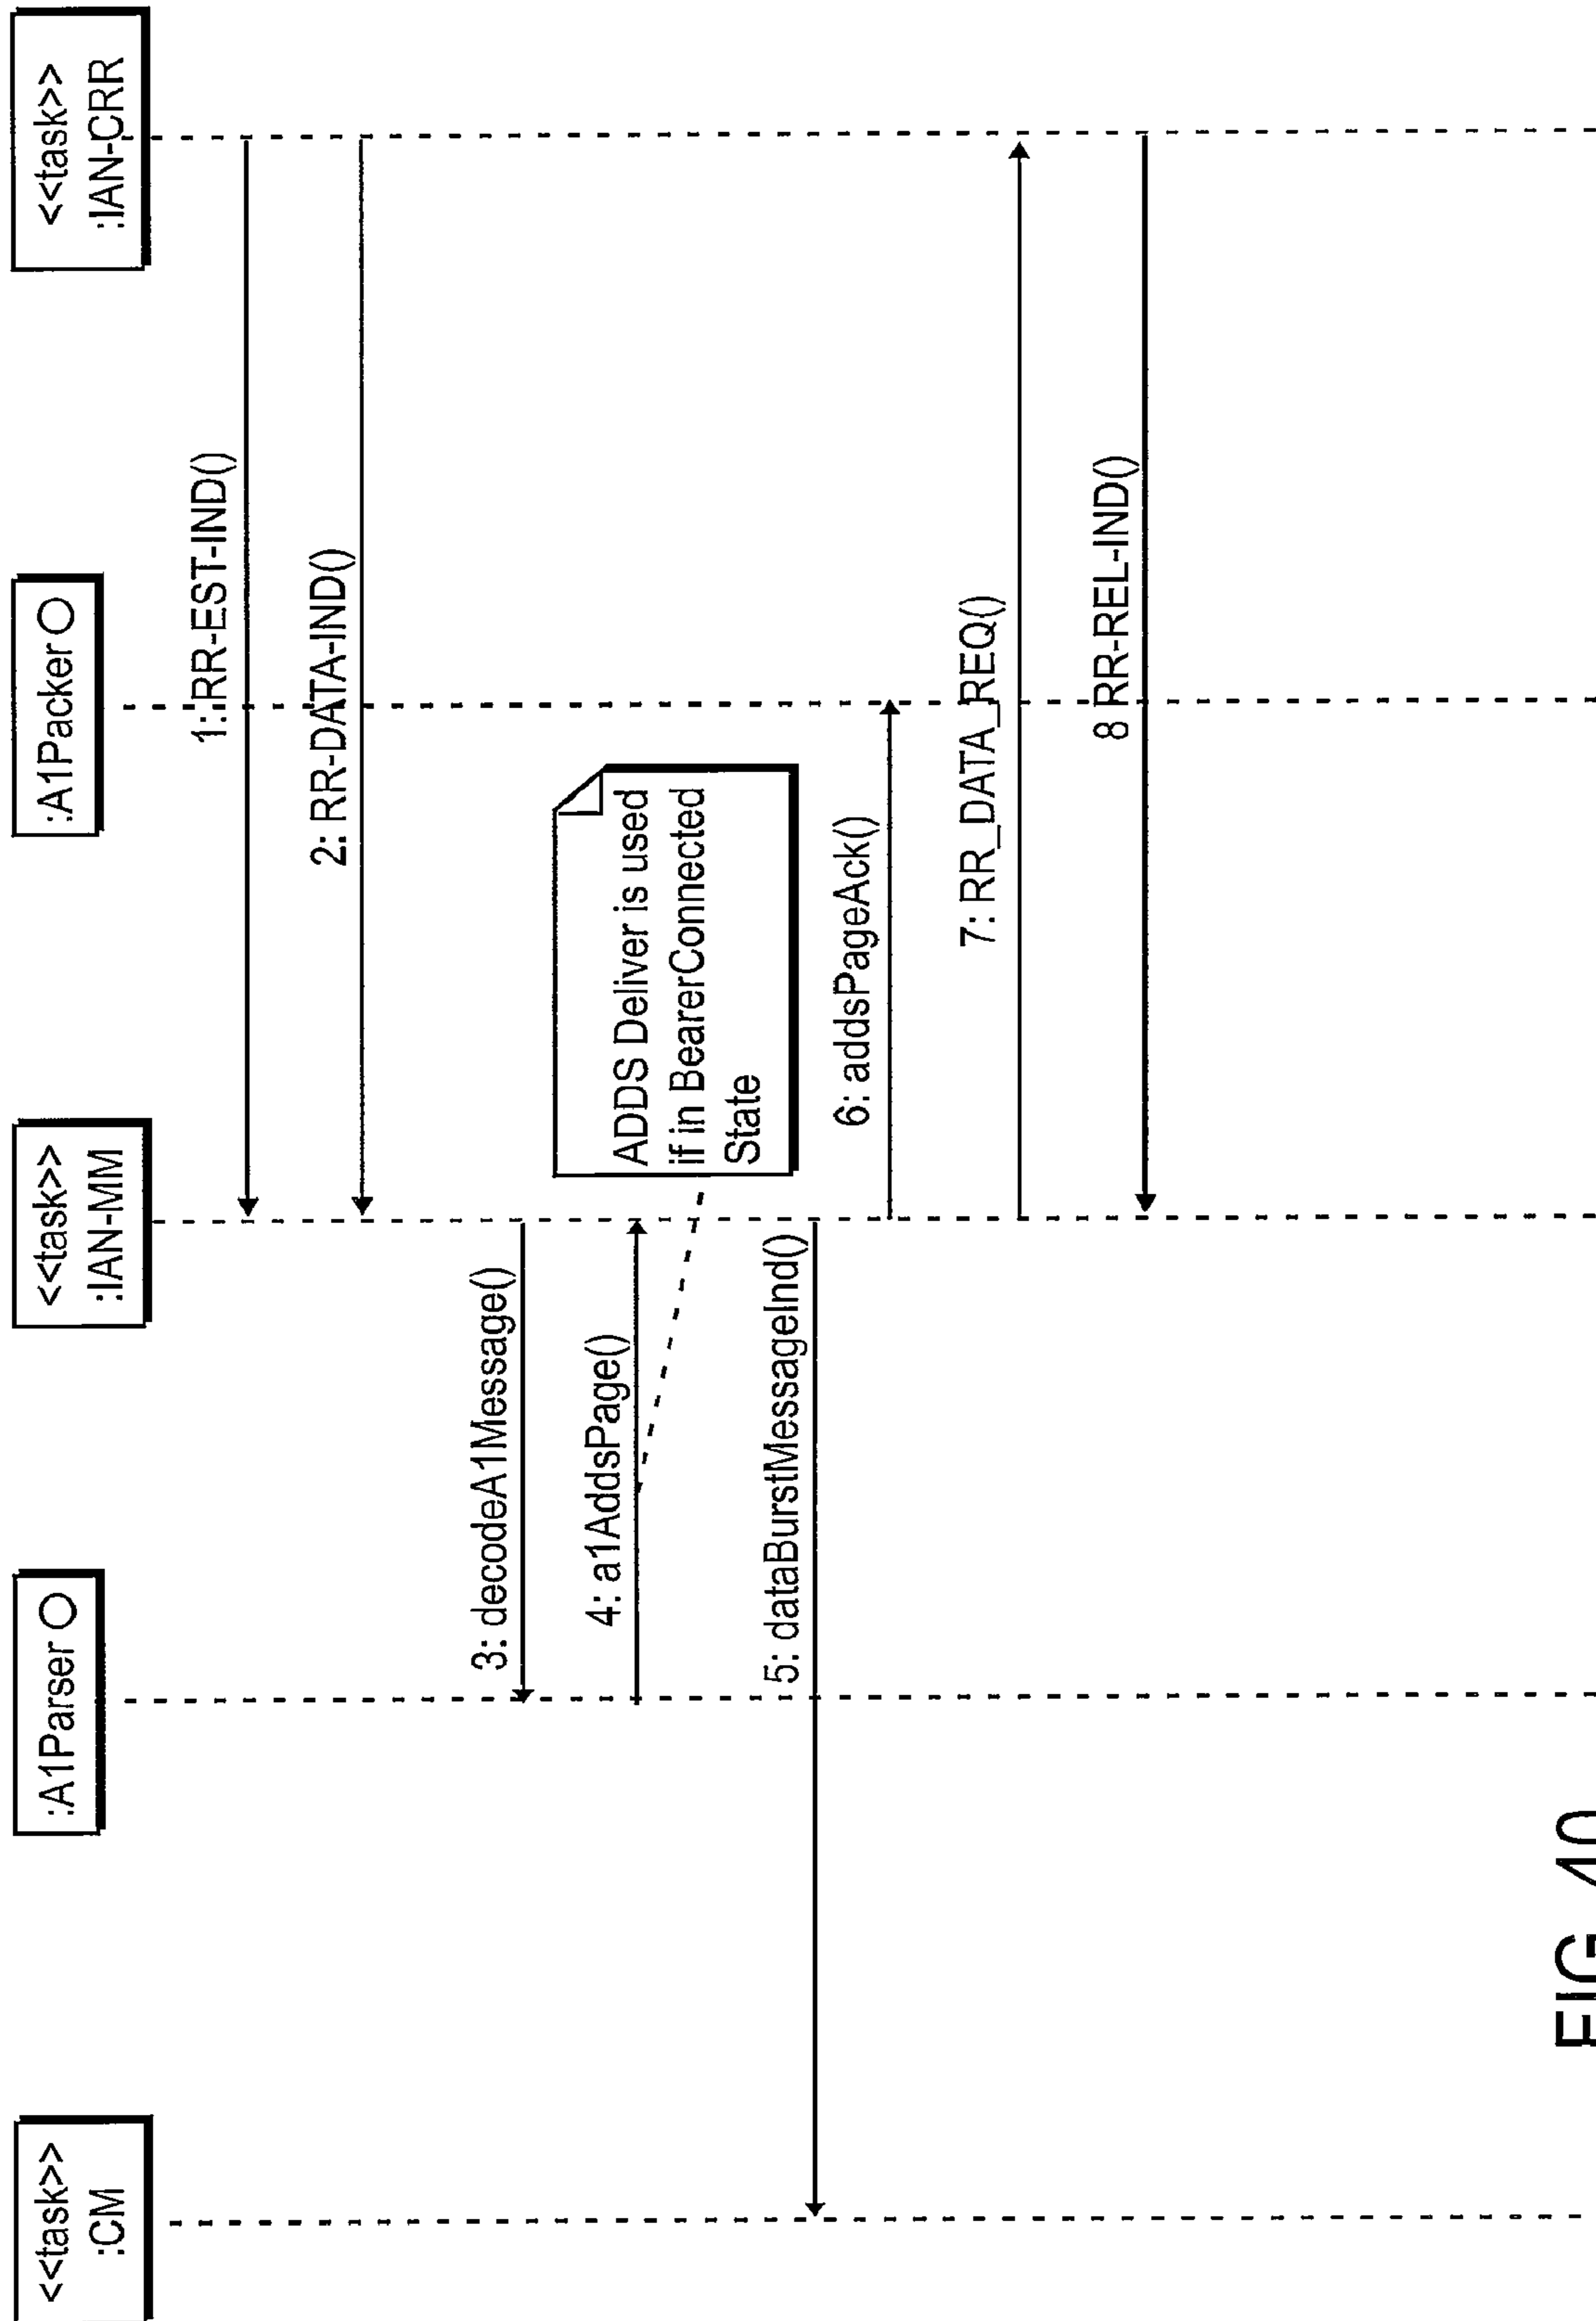 <<task>>
:CM
:A1Parser
<<task>>
:IAN-MM
:A1Packer
<<task>>
:IAN-CRR
1:RR-EST-IND()
2: RR-DATA-IND()
3: decodeA1Message()
4: a1AddsPage()
ADDS Deliver is used
if in BearerConnected
State
5: dataBurstMessageInd()
6: addsPageAck()
7: RR_DATA_REQ()
8 RR-REL-IND()
FIG. 40